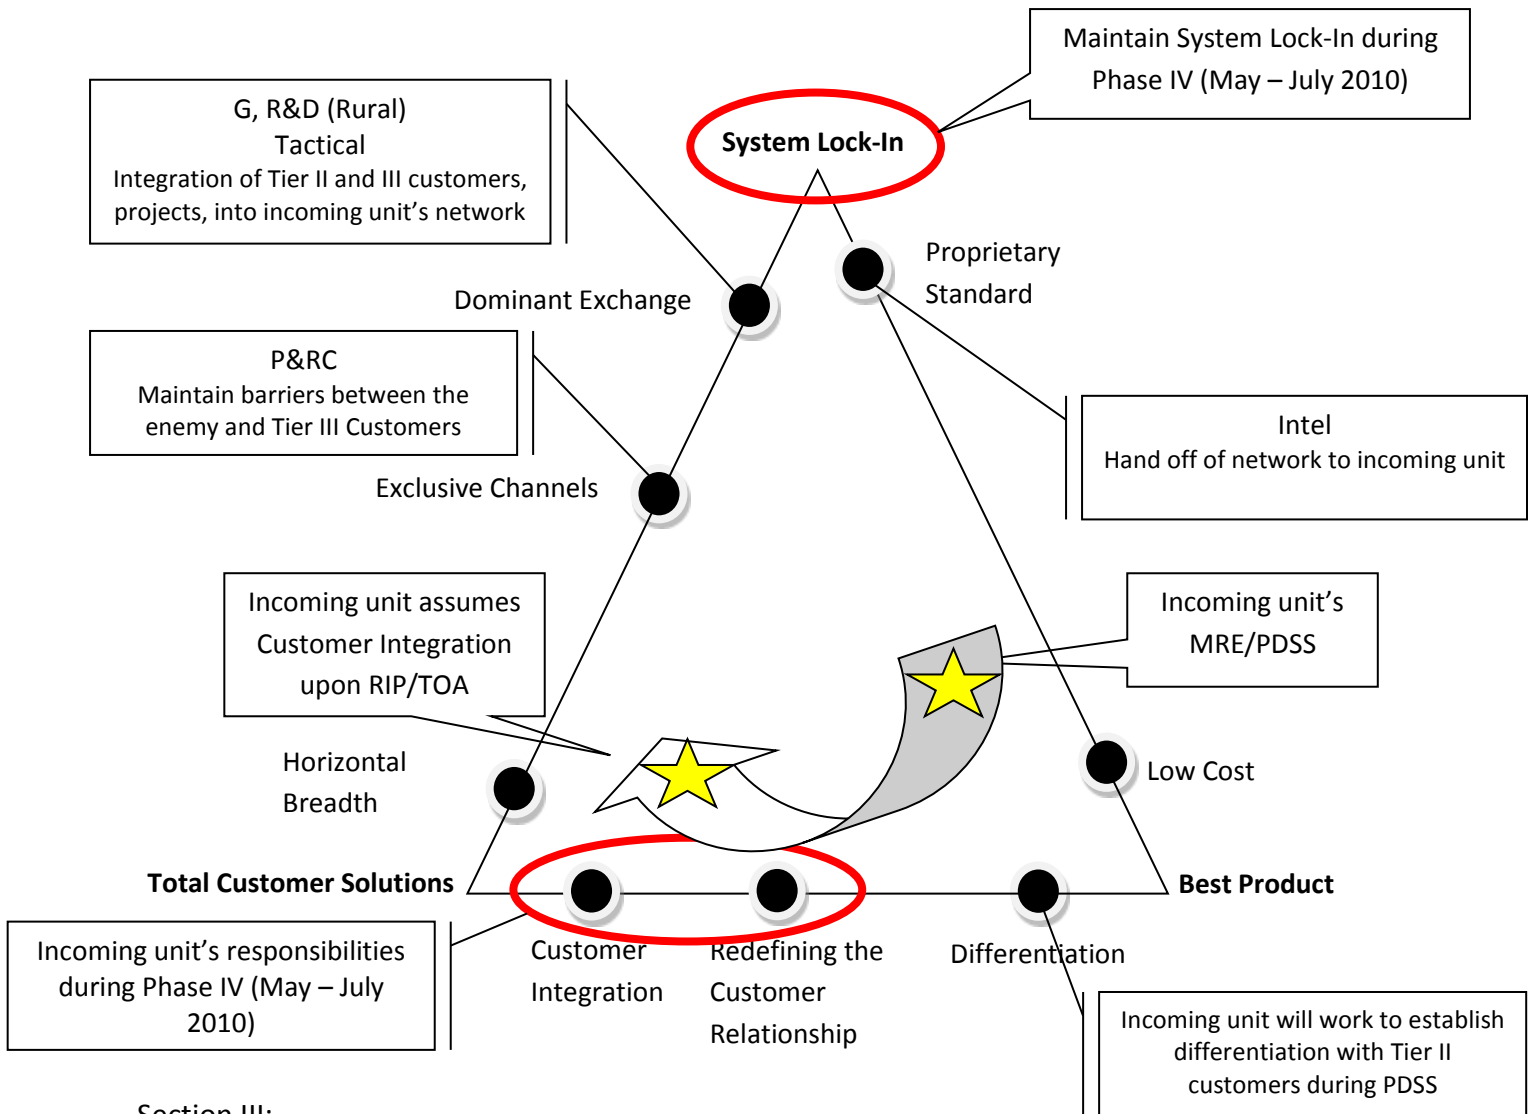 Maintain System Lock-In during
Phase IV (May – July 2010)
G, R&D (Rural)
Tactical
Integration of Tier II and III customers,
projects, into incoming unit's network
System Lock-In
Proprietary
Standard
Dominant Exchange
P&RC
Maintain barriers between the
enemy and Tier III Customers
Intel
Hand off of network to incoming unit
Exclusive Channels
Incoming unit assumes
Customer Integration
upon RIP/TOA
Incoming unit's
MRE/PDSS
Horizontal
Breadth
Low Cost
Total Customer Solutions
Best Product
Incoming unit's responsibilities
during Phase IV (May – July
2010)
Customer
Integration
Redefining the
Customer
Relationship
Differentiation
Incoming unit will work to establish
differentiation with Tier II
customers during PDSS
Section III: